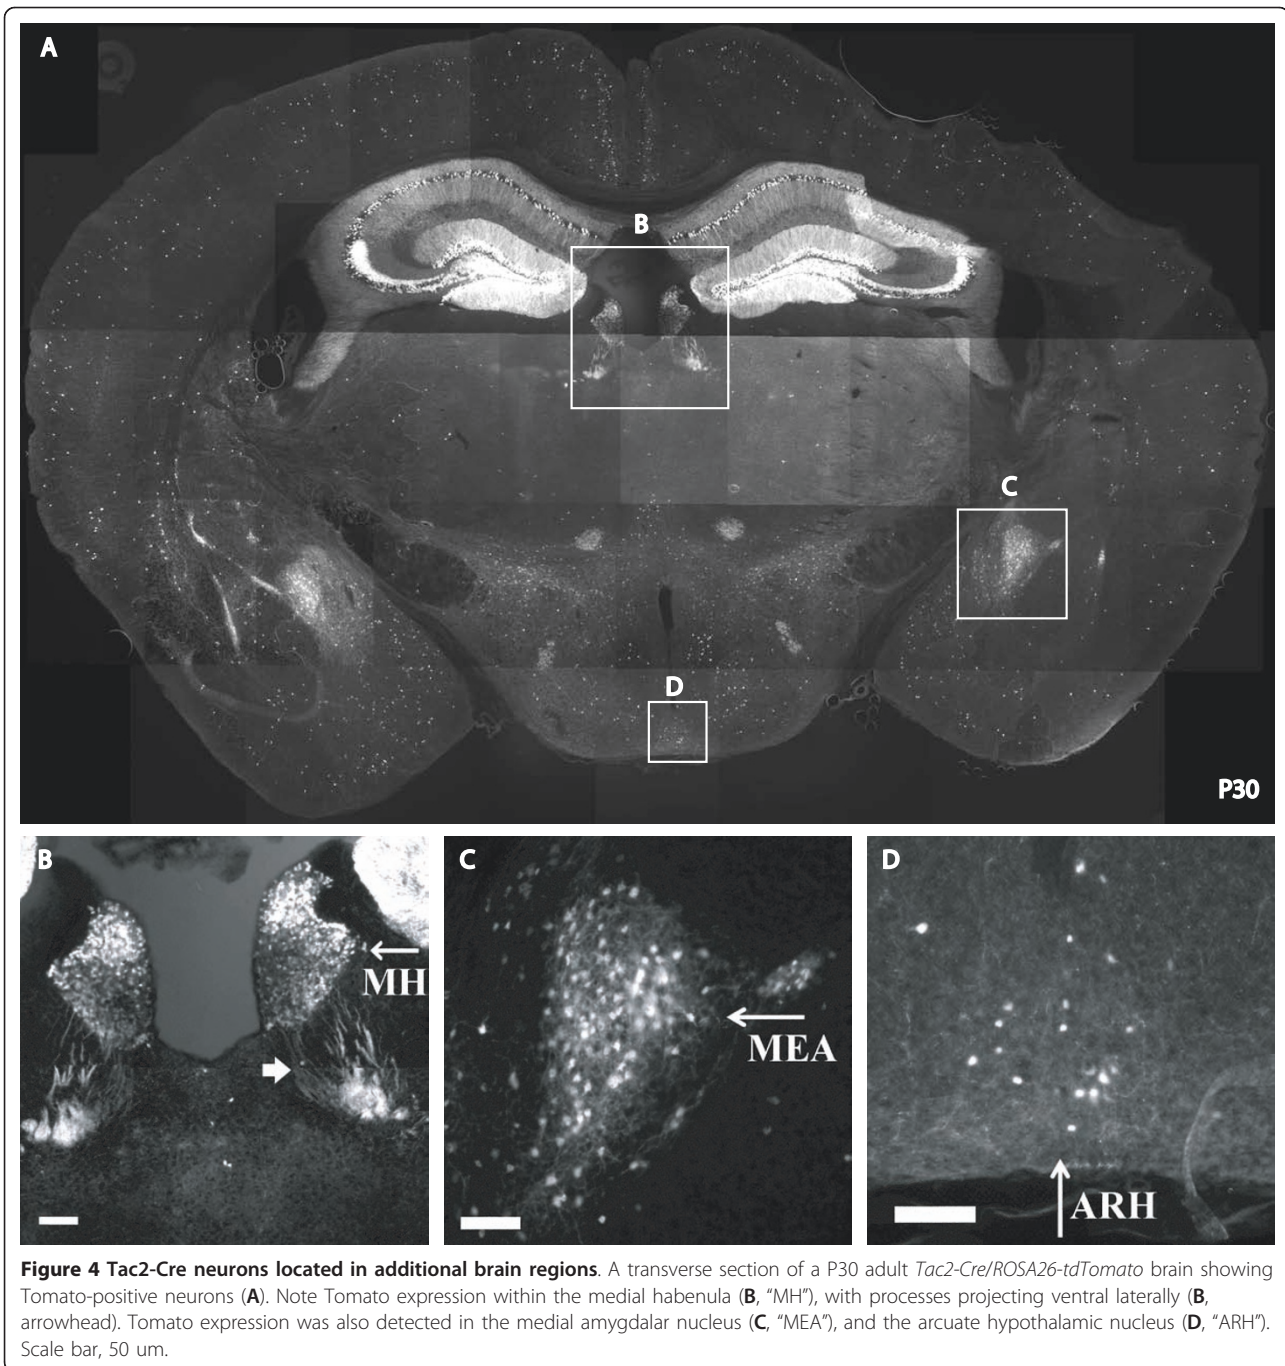 A
B
C
D
P30
B
MH
C
MEA
D
ARH
Figure 4 Tac2-Cre neurons located in additional brain regions. A transverse section of a P30 adult Tac2-Cre/ROSA26-tdTomato brain showing
Tomato-positive neurons (A). Note Tomato expression within the medial habenula (B, “MH”), with processes projecting ventral laterally (B,
arrowhead). Tomato expression was also detected in the medial amygdalar nucleus (C, “MEA”), and the arcuate hypothalamic nucleus (D, “ARH”).
Scale bar, 50 um.